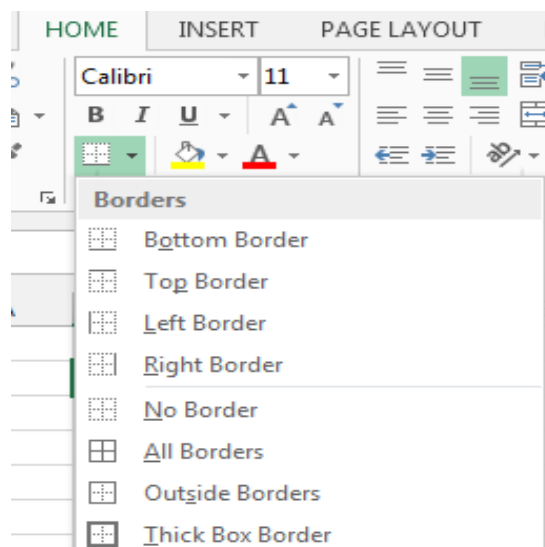 HOME INSERT PAGE LAYOUT
Calibri 11
B I U A A
A
Borders
Bottom Border
Top Border
Left Border
Right Border
No Border
All Borders
Outside Borders
Thick Box Border